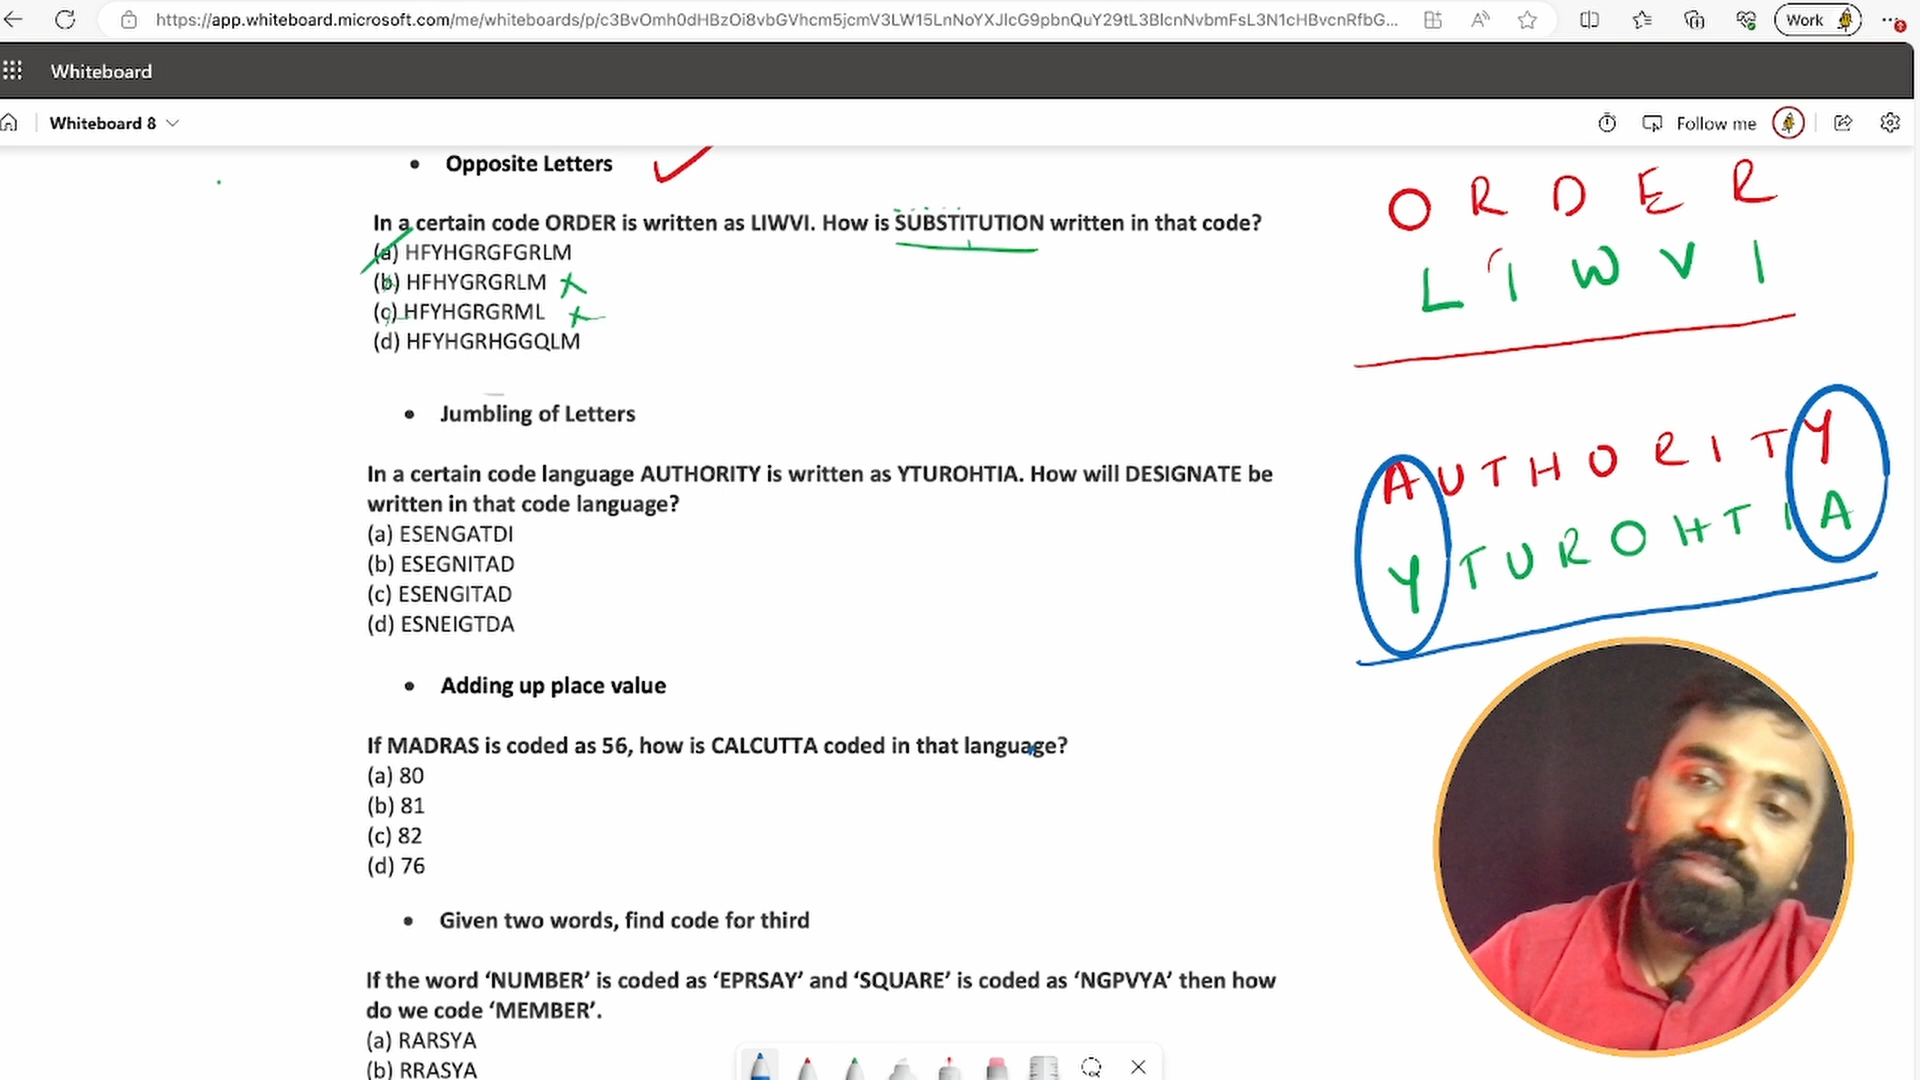 https://app.whiteboard.microsoft.com/me/whiteboards/p/c3BvOmh0dHBzOi8vbGVhcm5jcmV3LW15LnNoYXJlcG9pbnQuY29tL3BlcnNvbmFsL3N1cHBvcnRfbG...
Work
Whiteboard
Whiteboard 8
Follow me
• Opposite Letters
In a certain code ORDER is written as LIWVI. How is SUBSTITUTION written in that code?
(a) HFYHGRGFGRLM
(b) HFHYGRGRLM
(c) HFYHGRGRML
(d) HFYHGRHGGQLM
• Jumbling of Letters
In a certain code language AUTHORITY is written as YTUROHTIA. How will DESIGNATE be
written in that code language?
(a) ESENGATDI
(b) ESEGNITAD
(c) ESENGITAD
(d) ESNEIGTDA
• Adding up place value
If MADRAS is coded as 56, how is CALCUTTA coded in that language?
(a) 80
(b) 81
(c) 82
(d) 76
• Given two words, find code for third
If the word ‘NUMBER’ is coded as ‘EPRSAY’ and ‘SQUARE’ is coded as ‘NGPVYA’ then how
do we code ‘MEMBER’.
(a) RARSYA
(b) RRASYA
O R D E R
L I W V I
A U T H O R I T Y
Y T U R O H T I A